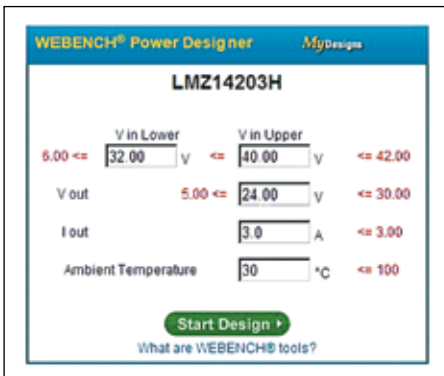 WEBENCH® Power Designer MyDesigns
LMZ14203H
V in Lower V in Upper
6.00 <= 32.00 V <= 40.00 V <= 42.00
V out 5.00 <= 24.00 V <= 30.00
I out 3.0 A <= 3.00
Ambient Temperature 30 °C <= 100
Start Design
What are WEBENCH® tools?